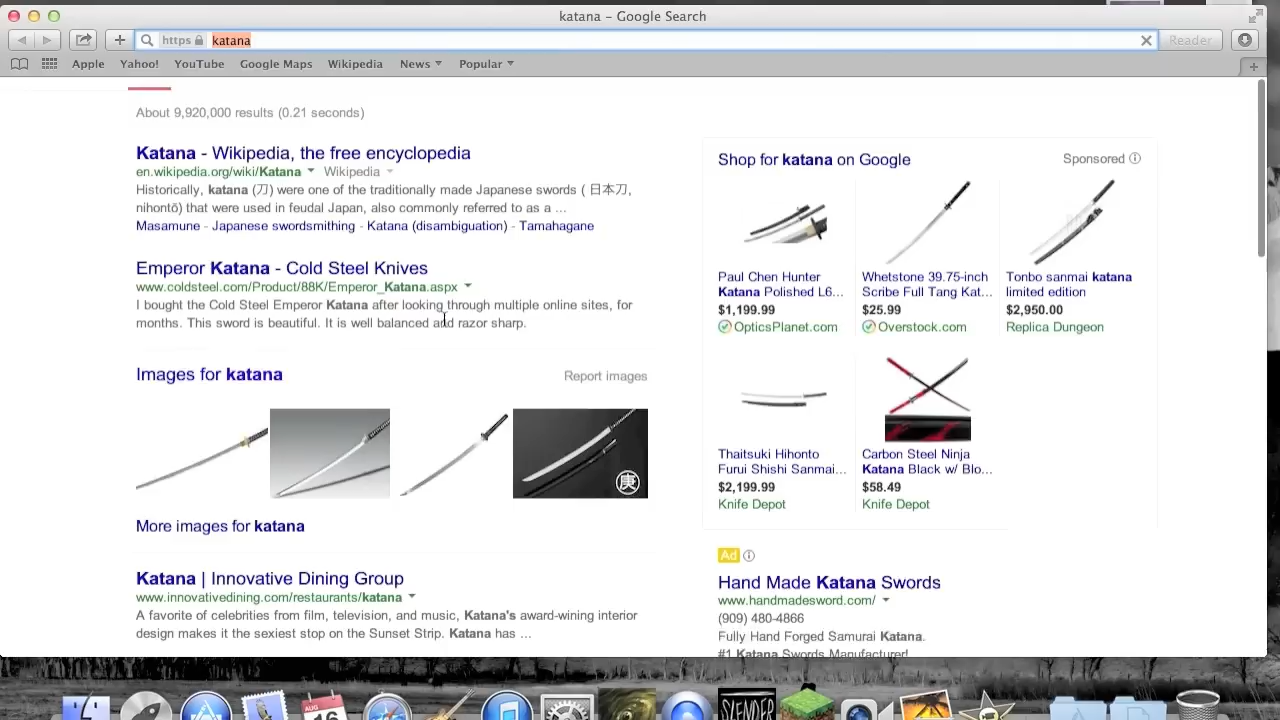 katana – Google Search
https katana
Reader
Apple Yahoo! YouTube Google Maps Wikipedia News Popular
About 9,920,000 results (0.21 seconds)
Katana - Wikipedia, the free encyclopedia
en.wikipedia.org/wiki/Katana Wikipedia
Historically, katana (刀) were one of the traditionally made Japanese swords ( 日本刀,
nihontō) that were used in feudal Japan, also commonly referred to as a ...
Masamune - Japanese swordsmithing - Katana (disambiguation) - Tamahagane
Emperor Katana - Cold Steel Knives
www.coldsteel.com/Product/88K/Emperor_Katana.aspx
I bought the Cold Steel Emperor Katana after looking through multiple online sites, for
months. This sword is beautiful. It is well balanced and razor sharp.
Images for katana
Report images
庚
More images for katana
Katana | Innovative Dining Group
www.innovativedining.com/restaurants/katana
A favorite of celebrities from film, television, and music, Katana's award-wining interior
design makes it the sexiest stop on the Sunset Strip. Katana has ...
Shop for katana on Google
Sponsored
Paul Chen Hunter
Katana Polished L6...
$1,199.99
OpticsPlanet.com
Whetstone 39.75-inch
Scribe Full Tang Kat...
$25.99
Overstock.com
Tonbo sanmai katana
limited edition
$2,950.00
Replica Dungeon
Thaitsuki Hihonto
Furui Shishi Sanmai...
$2,199.99
Knife Depot
Carbon Steel Ninja
Katana Black w/ Blo...
$58.49
Knife Depot
Ad
Hand Made Katana Swords
www.handmadesword.com/
(909) 480-4866
Fully Hand Forged Samurai Katana.
#1 Katana Swords Manufacturer!
AUG
16
SLENDER